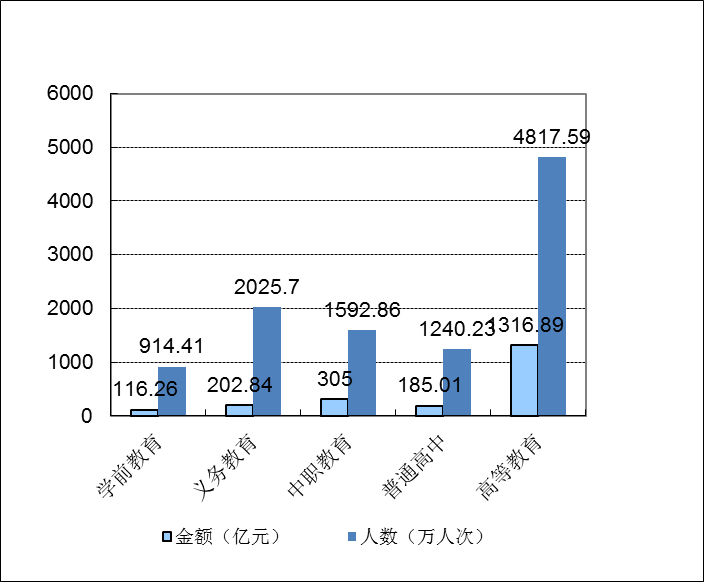 6000
5000
4000
3000
2000
1000
0
116.26
914.41
202.84
2025.7
305
1592.86
185.01
1240.23
1316.89
4817.59
学前教育
义务教育
中职教育
普通高中
高等教育
金额（亿元）
人数（万人次）